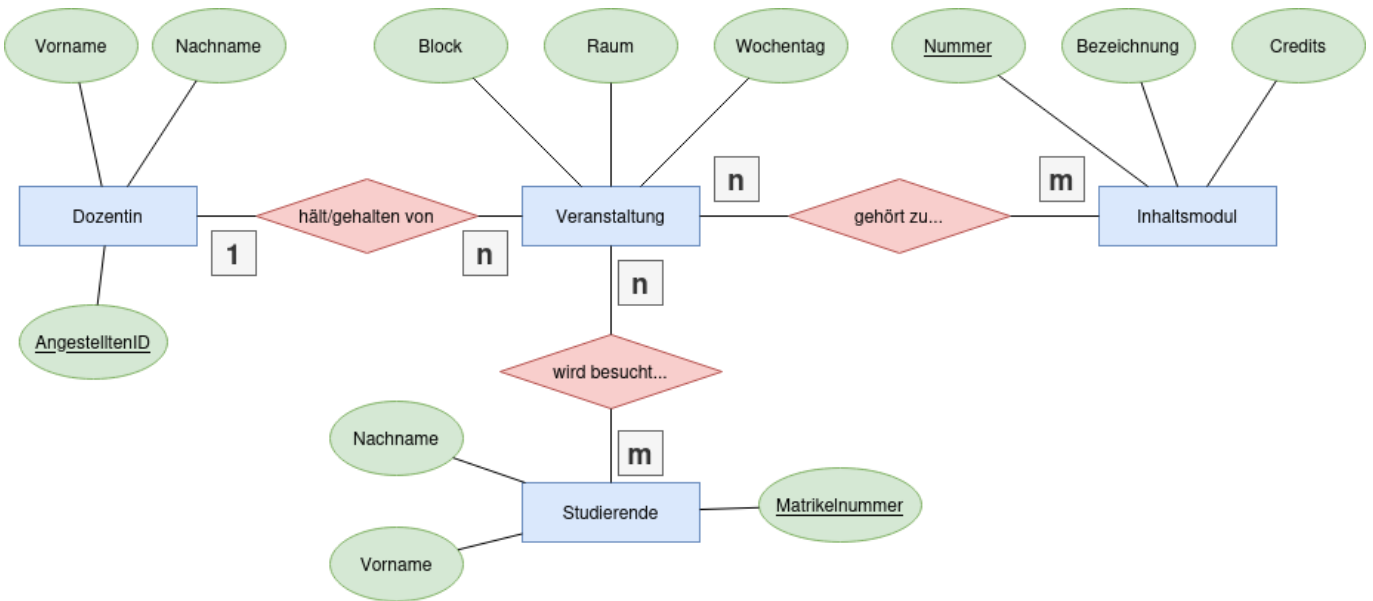 Vorname
Nachname
Block
Raum
Wochentag
Nummer
Bezeichnung
Credits
n
m
Dozentin
hält/gehalten von
Veranstaltung
gehört zu...
Inhaltsmodul
1
n
n
AngestelltenID
wird besucht...
Nachname
m
Studierende
Matrikelnummer
Vorname